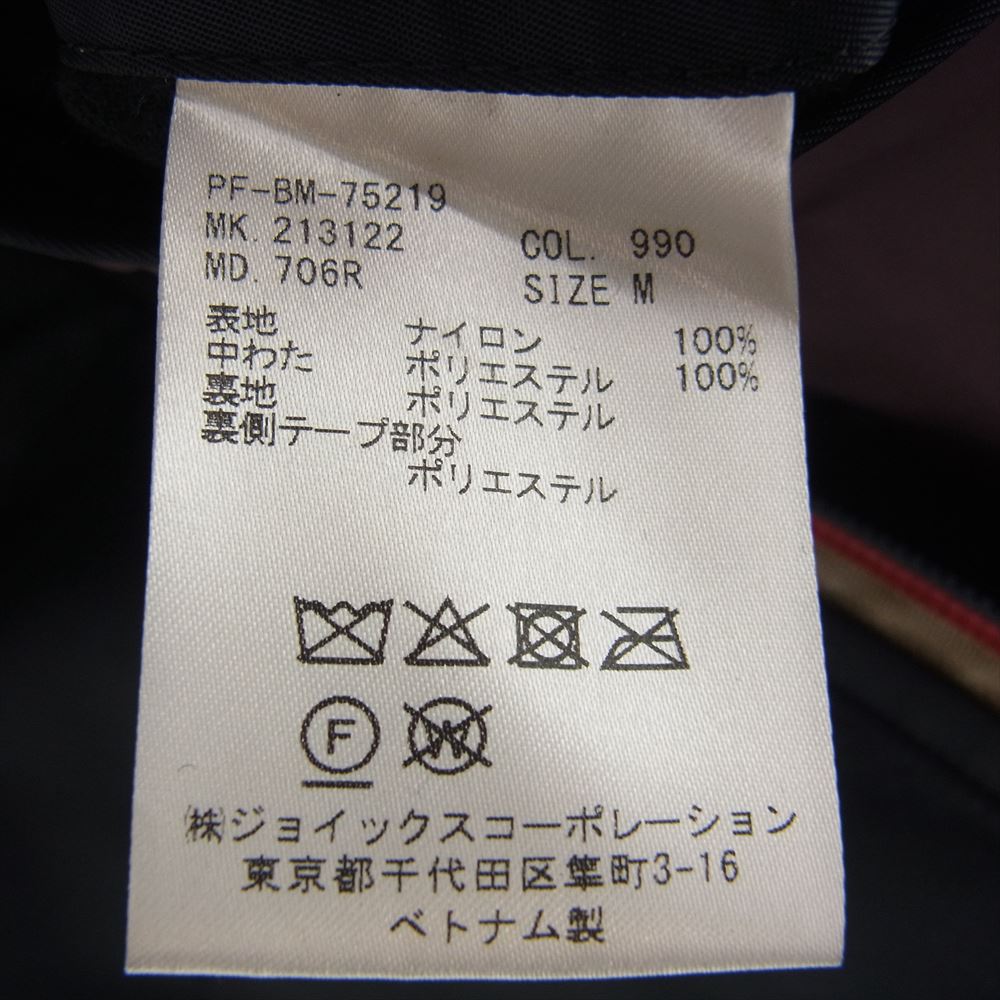 PF-BM-75219
MK. 213122 COL. 990
MD. 706R SIZE M
表地 ナイロン 100%
中わた ポリエステル 100%
裏地 ポリエステル
裏側テープ部分
ポリエステル
F
W
㈱ジョイックスコーポレーション
東京都千代田区隼町3-16
ベトナム製